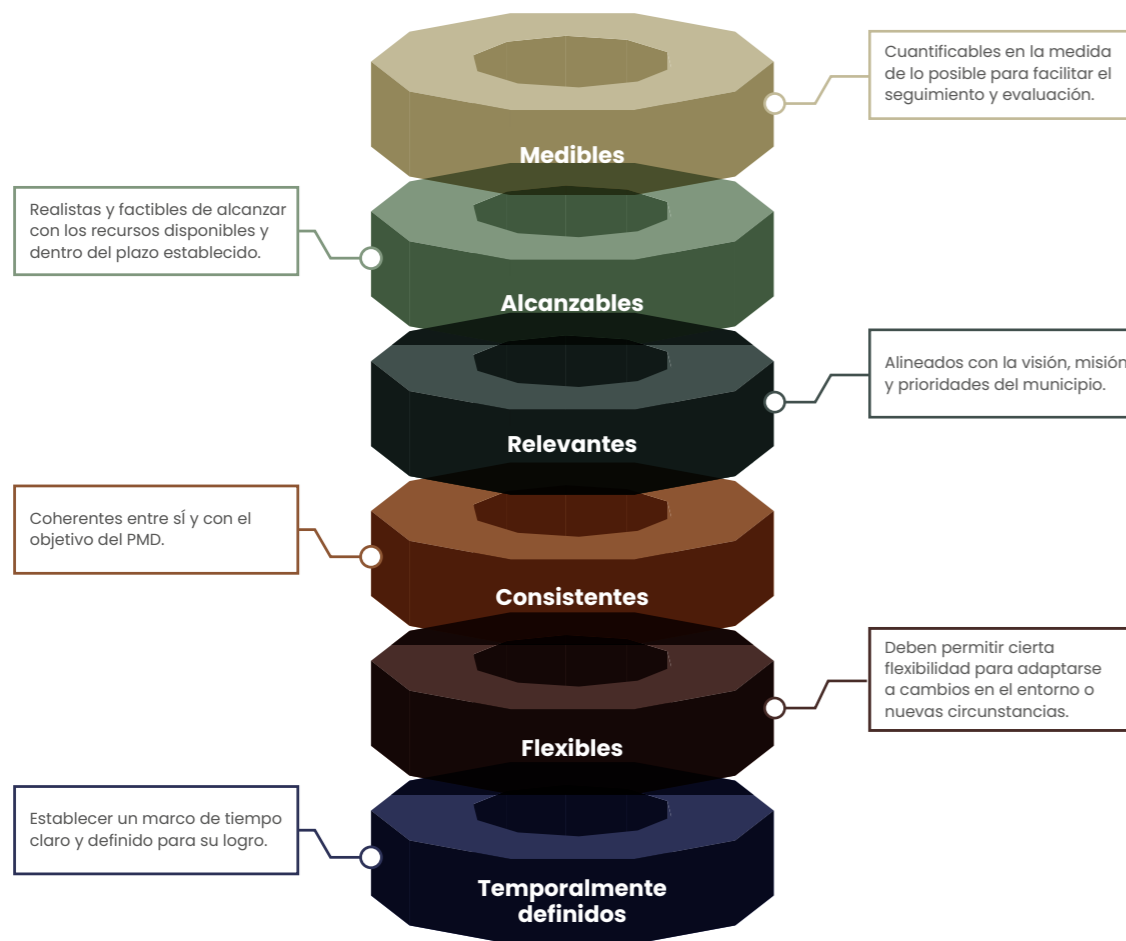 Cuantificables en la medida
de lo posible para facilitar el
seguimiento y evaluación.
Medibles
Realistas y factibles de alcanzar
con los recursos disponibles y
dentro del plazo establecido.
Alcanzables
Alineados con la visión, misión
y prioridades del municipio.
Relevantes
Coherentes entre sÍ y con el
objetivo del PMD.
Consistentes
Deben permitir cierta
flexibilidad para adaptarse
a cambios en el entorno o
nuevas circunstancias.
Flexibles
Establecer un marco de tiempo
claro y definido para su logro.
Temporalmente
definidos